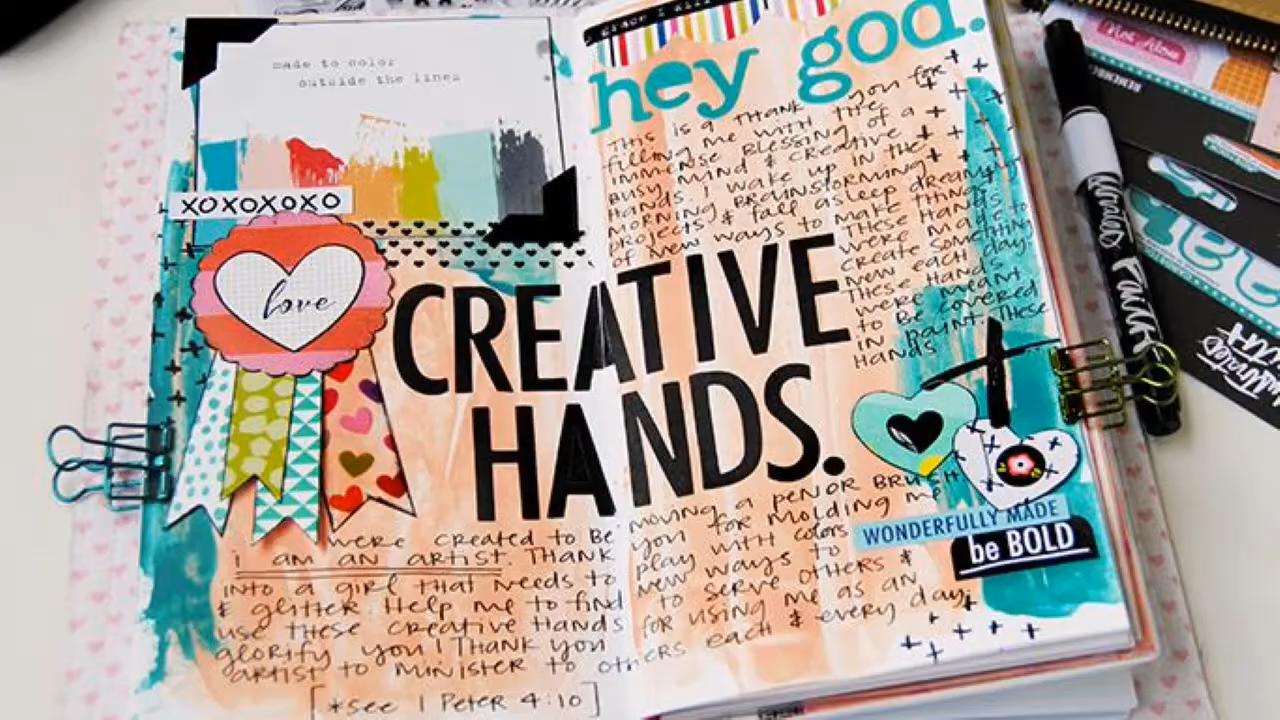 made to color
outside the lines
XOXOXOXO
love
hey god.
THIS IS A THANK you for
filling me with the
immense Blessing of a
busy mind & creative
hands. I wake up in the
morning Brainstorming
projects & fall asleep dreaming
of new ways to make things
These hands
were made to
create something
new each day.
These hands
were meant
to Be covered
in paint. These
Hands
CREATIVE
HANDS.
were created to Be moving a pen or Brush.
I am an artist. THANK you for molding me
into a girl that needs to play with colors
& glitter. Help me to find new ways to
use these creative hands to serve others &
glorify you! THANK you for using me as an
artist to minister to others each & every day.
[*see 1 Peter 4:10]
WONDERFULLY MADE
be BOLD
Not Alone
REMEMBER
Illustrated Faith